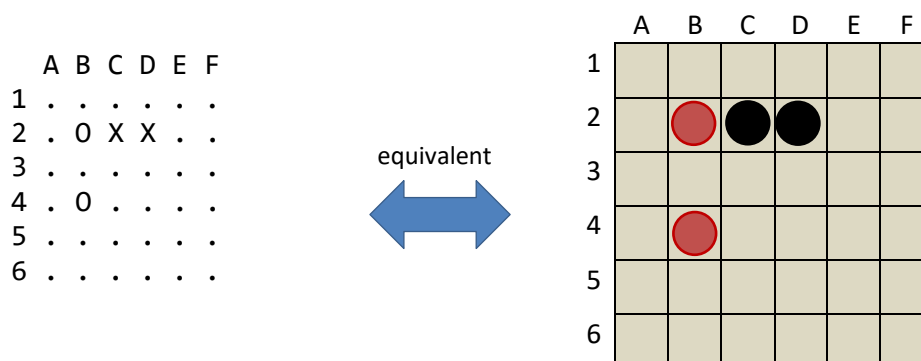 A B C D E F
1 . . . . . .
2 . O X X . .
3 . . . . . .
4 . O . . . .
5 . . . . . .
6 . . . . . .
equivalent
A B C D E F
1
2
3
4
5
6